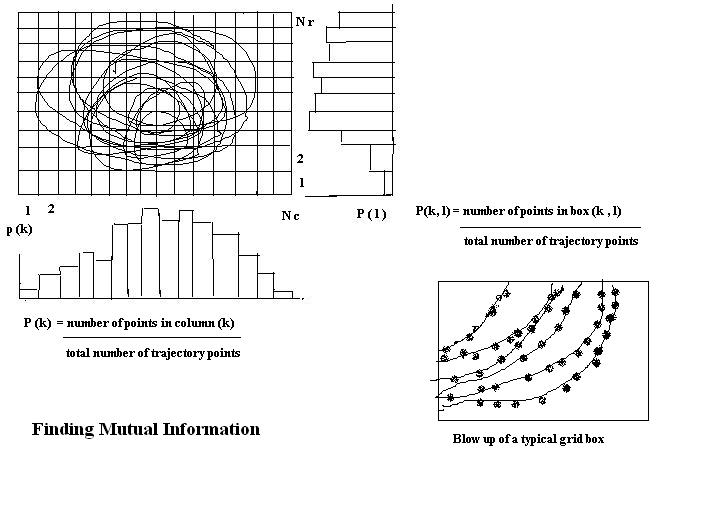 N r
2
1
1 2
N c
P ( l )
p (k)
P(k, l) = number of points in box (k , l)
total number of trajectory points
P (k) = number of points in column (k)
total number of trajectory points
Finding Mutual Information
Blow up of a typical grid box